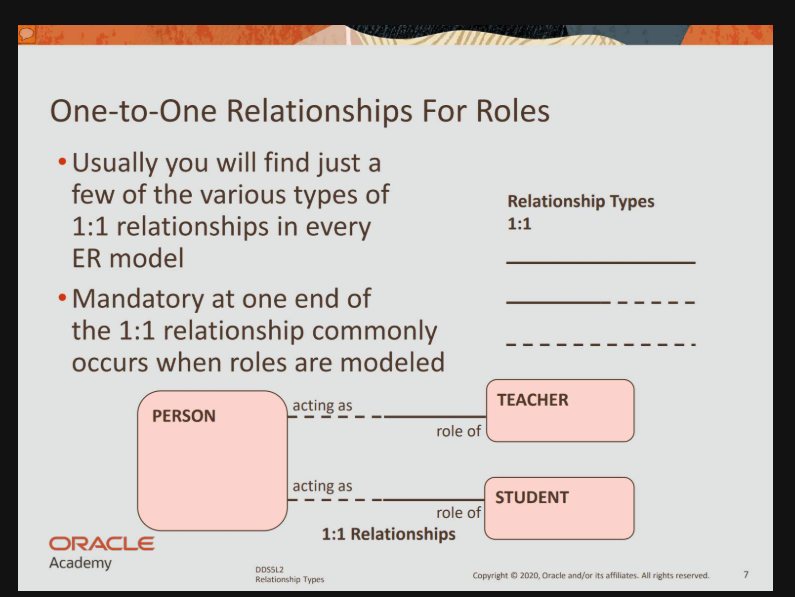 One-to-One Relationships For Roles
• Usually you will find just a
few of the various types of
1:1 relationships in every
ER model
• Mandatory at one end of
the 1:1 relationship commonly
occurs when roles are modeled
Relationship Types
1:1
PERSON
acting as
role of
TEACHER
acting as
role of
STUDENT
1:1 Relationships
ORACLE
Academy
DDS5L2
Relationship Types
Copyright © 2020, Oracle and/or its affiliates. All rights reserved.
7